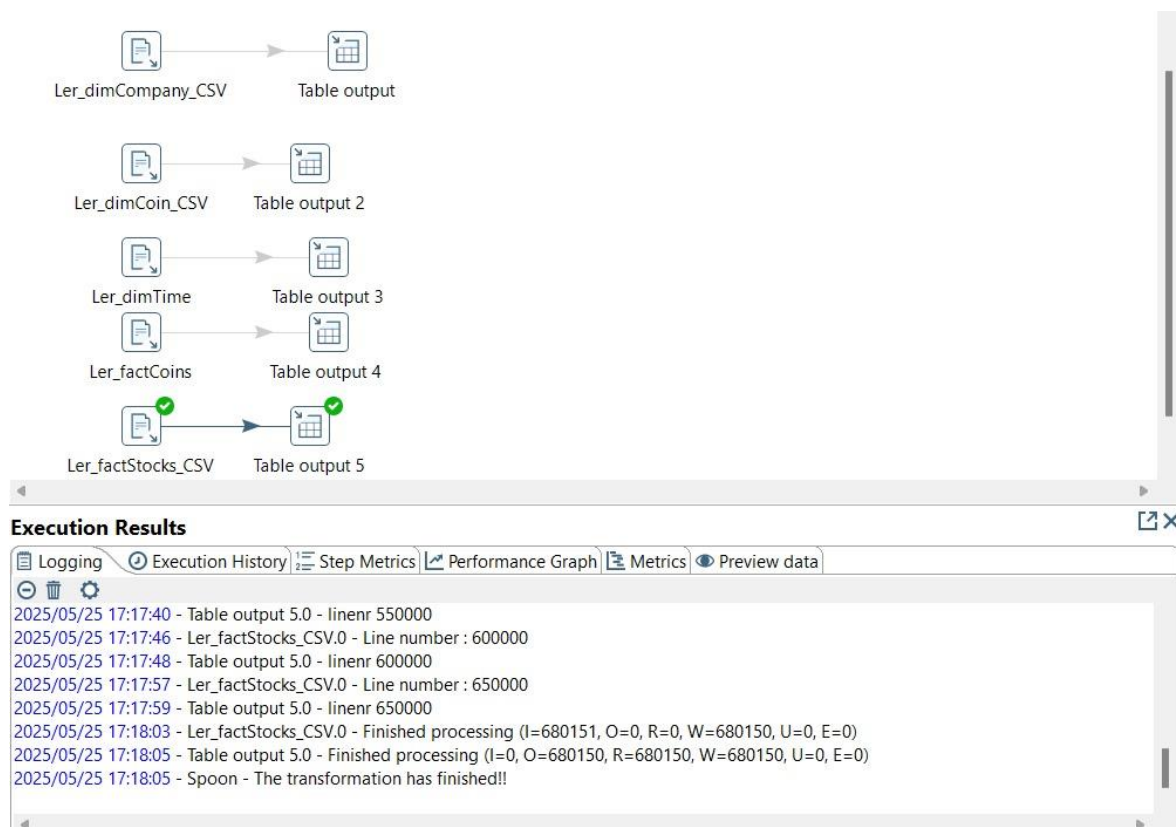 Ler_dimCompany_CSV Table output
Ler_dimCoin_CSV Table output 2
Ler_dimTime Table output 3
Ler_factCoins Table output 4
Ler_factStocks_CSV Table output 5
Execution Results
Logging Execution History Step Metrics Performance Graph Metrics Preview data
2025/05/25 17:17:40 - Table output 5.0 - linenr 550000
2025/05/25 17:17:46 - Ler_factStocks_CSV.0 - Line number : 600000
2025/05/25 17:17:48 - Table output 5.0 - linenr 600000
2025/05/25 17:17:57 - Ler_factStocks_CSV.0 - Line number : 650000
2025/05/25 17:17:59 - Table output 5.0 - linenr 650000
2025/05/25 17:18:03 - Ler_factStocks_CSV.0 - Finished processing (I=680151, O=0, R=0, W=680150, U=0, E=0)
2025/05/25 17:18:05 - Table output 5.0 - Finished processing (I=0, O=680150, R=680150, W=680150, U=0, E=0)
2025/05/25 17:18:05 - Spoon - The transformation has finished!!